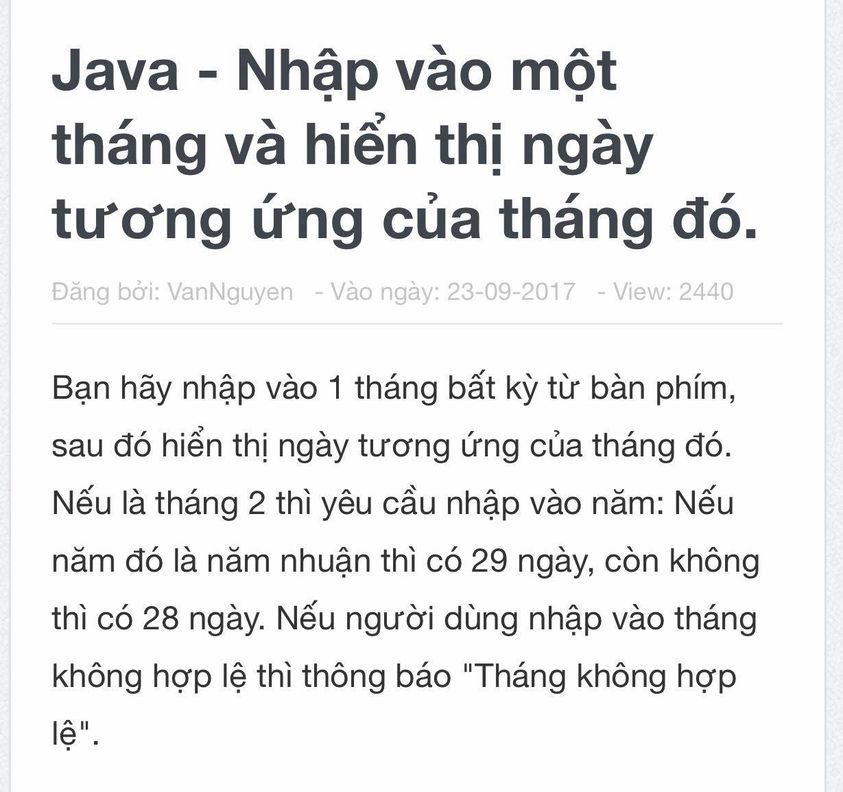 Java - Nhập vào một
tháng và hiển thị ngày
tương ứng của tháng đó.
Đăng bởi: VanNguyen - Vào ngày: 23-09-2017 - View: 2440
Bạn hãy nhập vào 1 tháng bất kỳ từ bàn phím,
sau đó hiển thị ngày tương ứng của tháng đó.
Nếu là tháng 2 thì yêu cầu nhập vào năm: Nếu
năm đó là năm nhuận thì có 29 ngày, còn không
thì có 28 ngày. Nếu người dùng nhập vào tháng
không hợp lệ thì thông báo "Tháng không hợp
lệ".